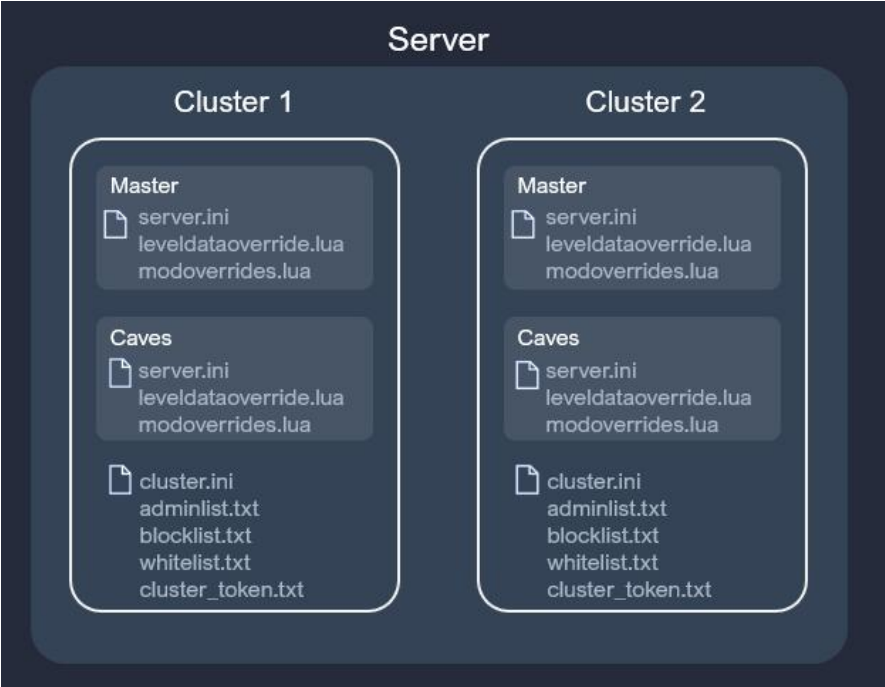 Server
Cluster 1
Master
server.ini
leveldataoverride.lua
modoverrides.lua
Caves
server.ini
leveldataoverride.lua
modoverrides.lua
cluster.ini
adminlist.txt
blocklist.txt
whitelist.txt
cluster_token.txt
Cluster 2
Master
server.ini
leveldataoverride.lua
modoverrides.lua
Caves
server.ini
leveldataoverride.lua
modoverrides.lua
cluster.ini
adminlist.txt
blocklist.txt
whitelist.txt
cluster_token.txt